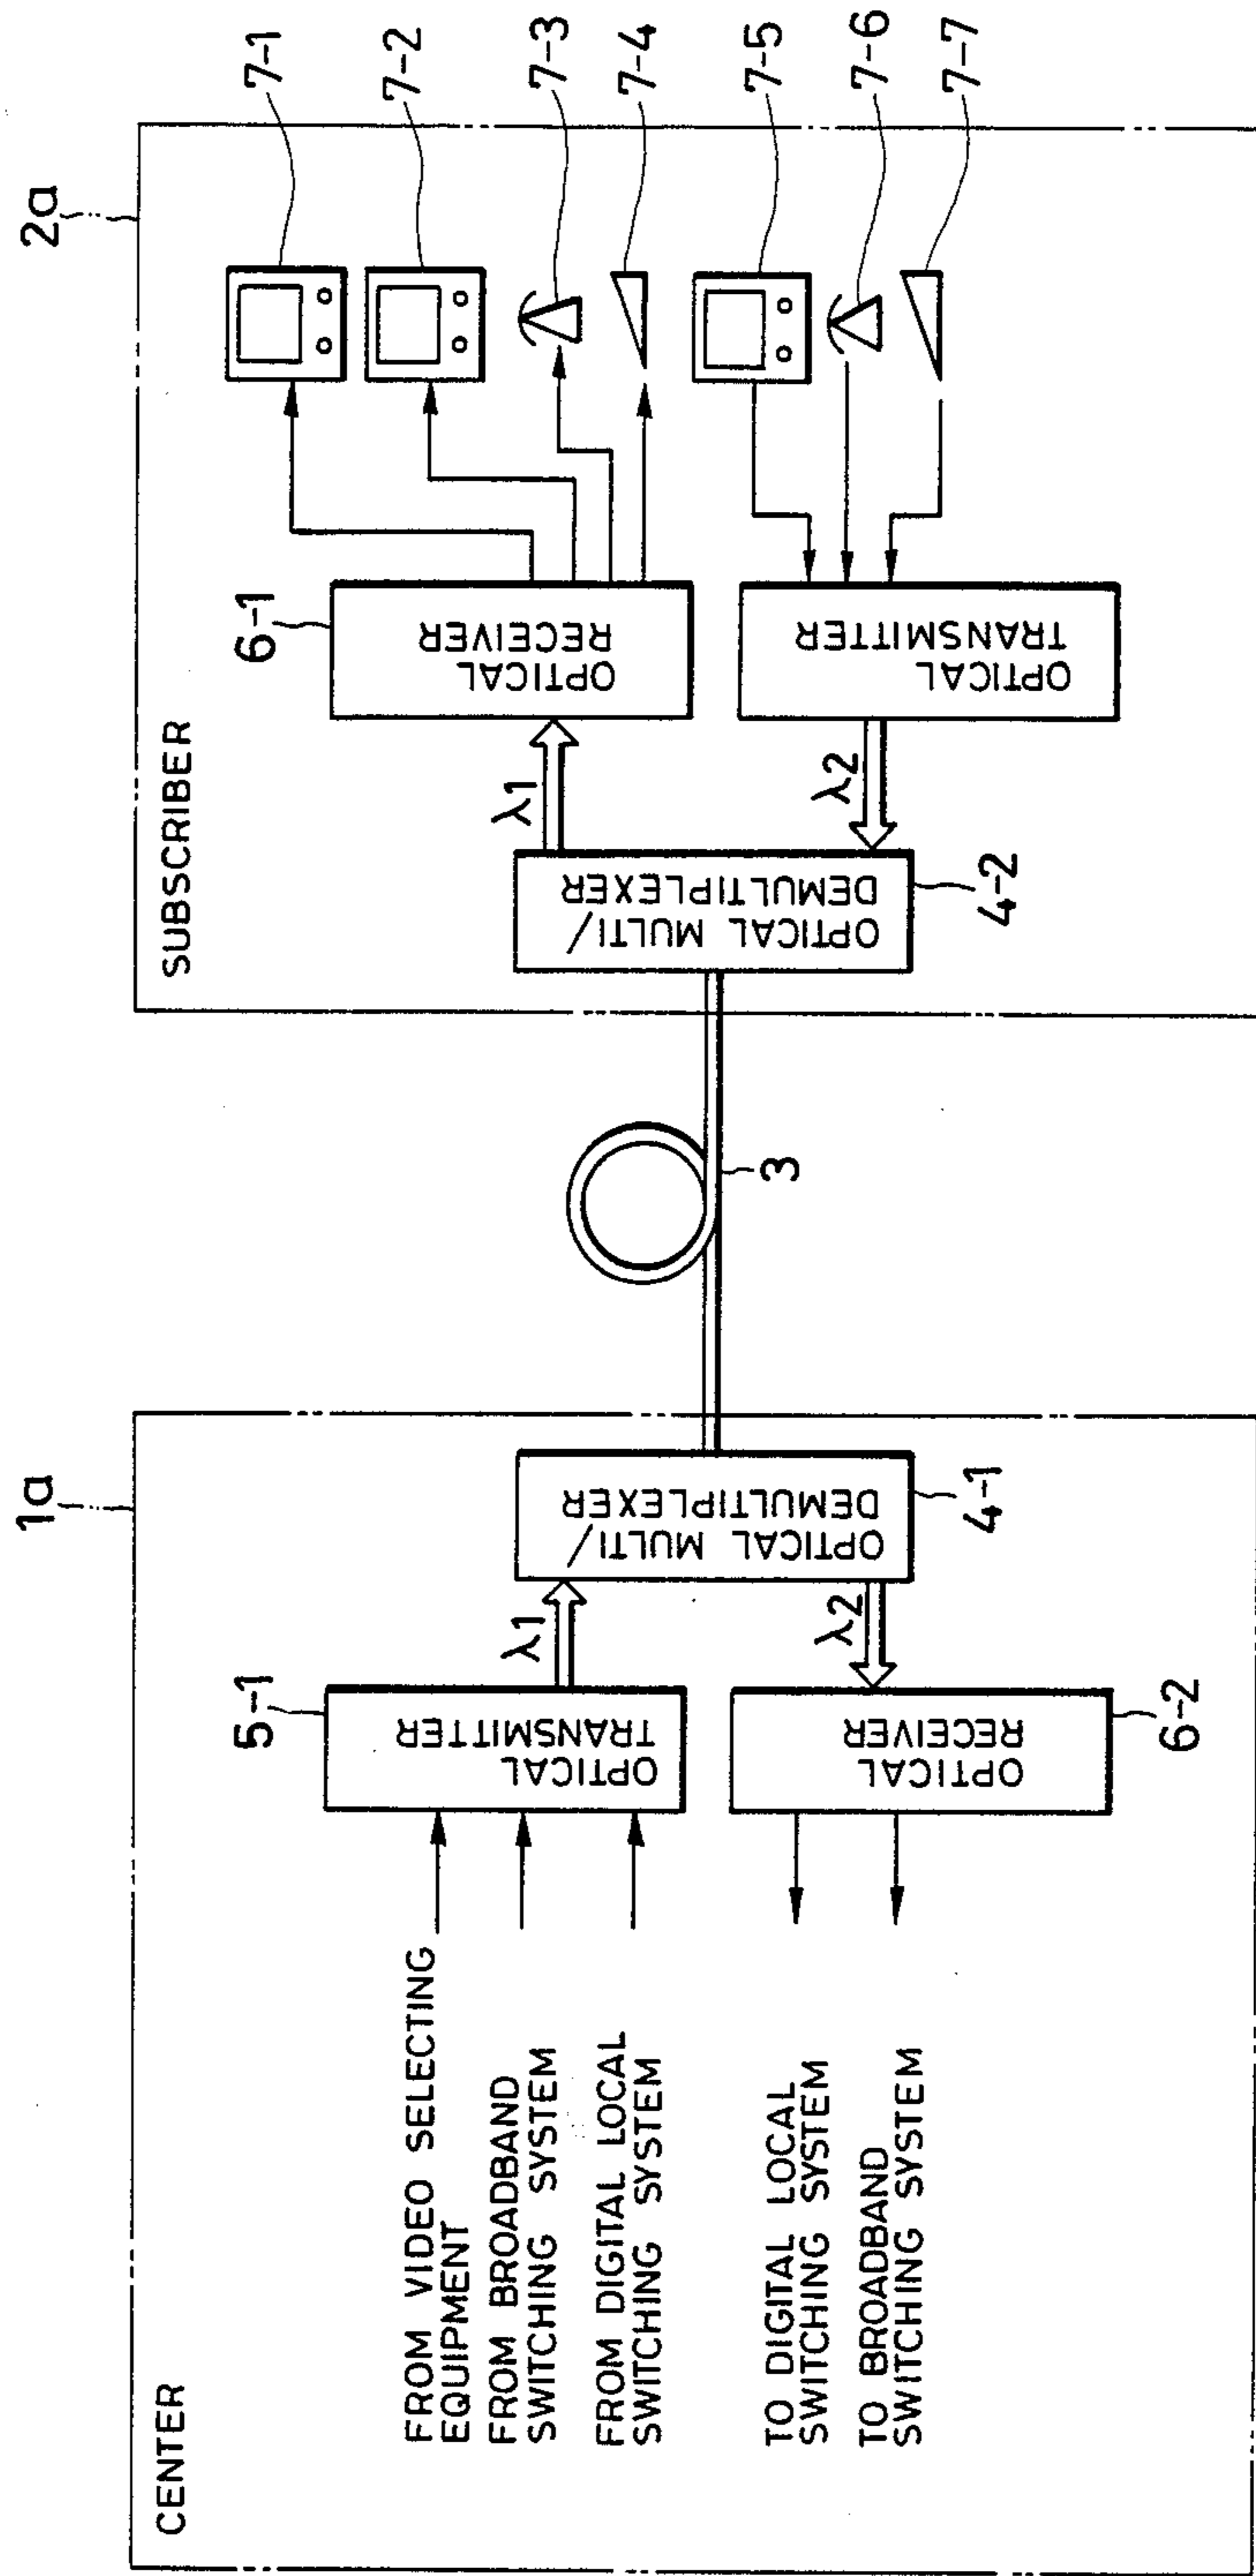 1a
CENTER
FROM VIDEO SELECTING
EQUIPMENT
FROM BROADBAND
SWITCHING SYSTEM
FROM DIGITAL LOCAL
SWITCHING SYSTEM
TO DIGITAL LOCAL
SWITCHING SYSTEM
TO BROADBAND
SWITCHING SYSTEM
5-1
OPTICAL
TRANSMITTER
λ1
OPTICAL
RECEIVER
6-2
λ2
OPTICAL MULTI/
DEMULTIPLEXER
4-1
3
2a
SUBSCRIBER
OPTICAL MULTI/
DEMULTIPLEXER
4-2
λ1
λ2
6-1
OPTICAL
RECEIVER
OPTICAL
TRANSMITTER
7-1
7-2
7-3
7-4
7-5
7-6
7-7